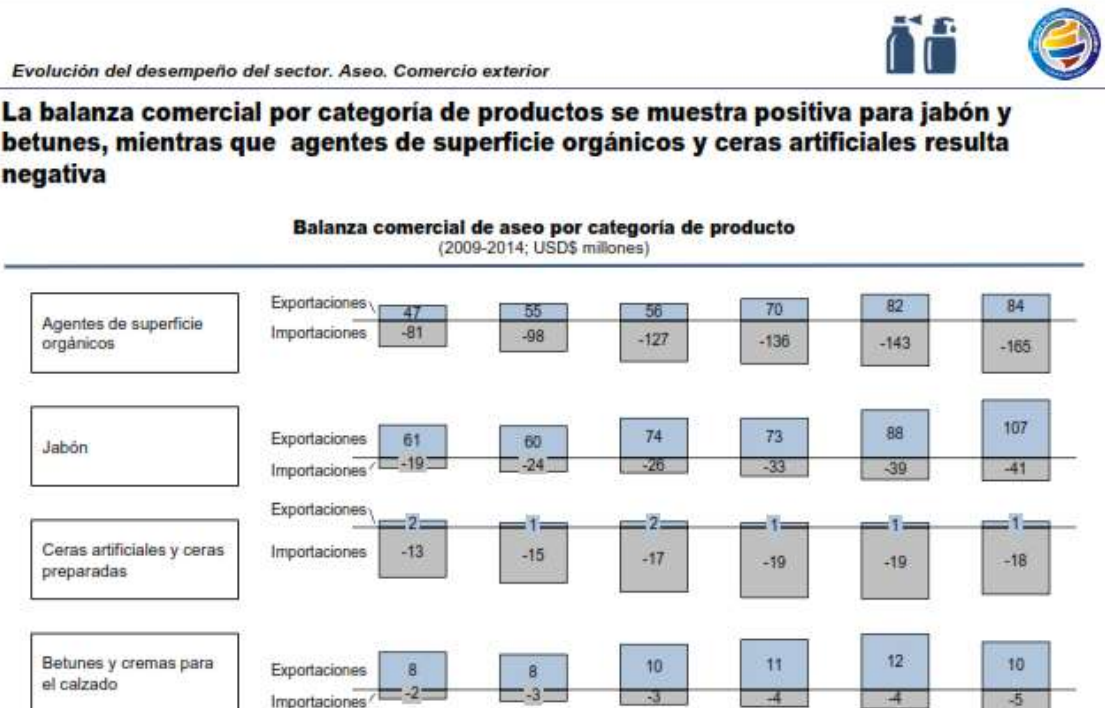 Evolución del desempeño del sector. Aseo. Comercio exterior
La balanza comercial por categoría de productos se muestra positiva para jabón y
betunes, mientras que agentes de superficie orgánicos y ceras artificiales resulta
negativa
Balanza comercial de aseo por categoría de producto
(2009-2014; USD$ millones)
Agentes de superficie
orgánicos
Exportaciones 47 55 56 70 82 84
Importaciones -81 -98 -127 -136 -143 -165
Jabón
Exportaciones 61 60 74 73 88 107
Importaciones -19 -24 -26 -33 -39 -41
Ceras artificiales y ceras
preparadas
Exportaciones 2 1 2 1 1 1
Importaciones -13 -15 -17 -19 -19 -18
Betunes y cremas para
el calzado
Exportaciones 8 8 10 11 12 10
Importaciones -2 -3 -3 -4 -4 -5